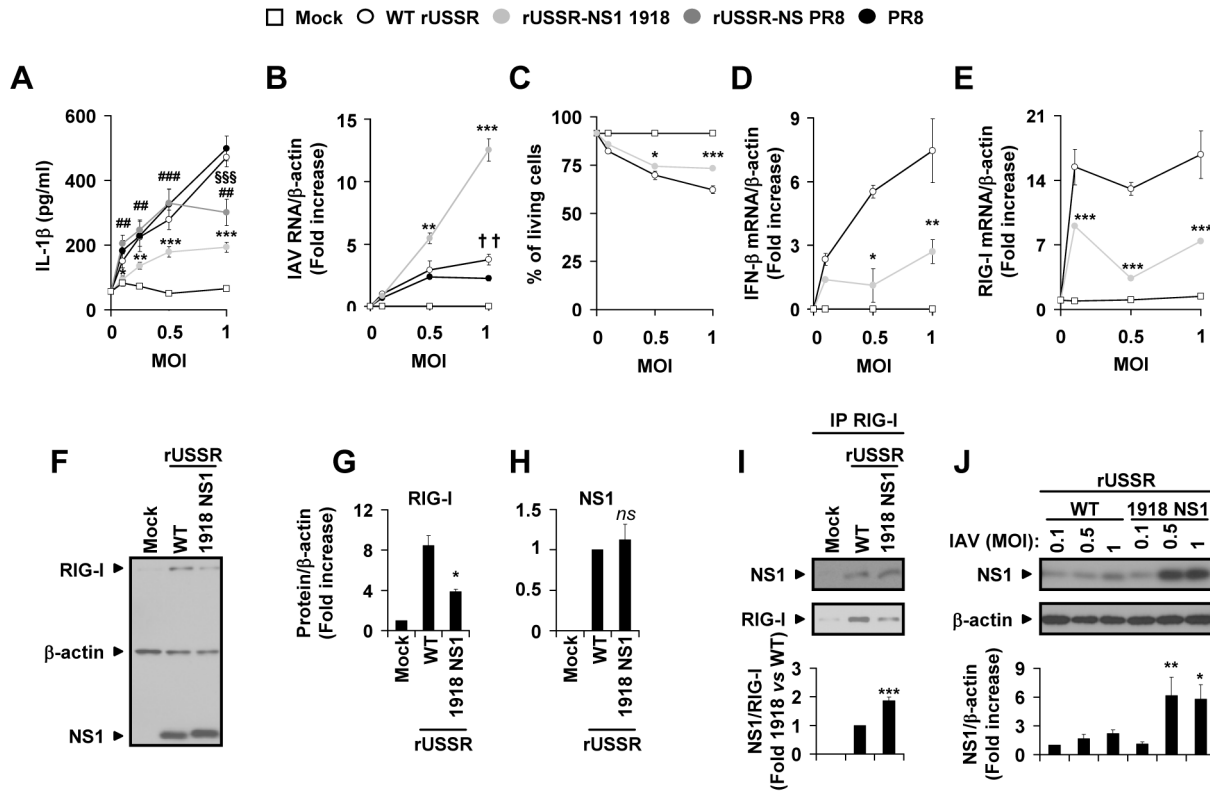 Mock WT rUSSR rUSSR-NS1 1918 rUSSR-NS PR8 PR8
A
IL-1β (pg/ml)
600
400
200
0
##
##
###
§§§
##
*
**
***
***
0 0.5 1
MOI
B
IAV RNA/β-actin
(Fold increase)
15
12
9
6
3
0
**
***
††
0 0.5 1
MOI
C
% of living cells
100
75
50
25
0
*
***
0 0.5 1
MOI
D
IFN-β mRNA/β-actin
(Fold increase)
9
6
3
0
*
**
0 0.5 1
MOI
E
RIG-I mRNA/β-actin
(Fold increase)
21
14
7
0
***
***
***
0 0.5 1
MOI
F
rUSSR
Mock
WT
1918 NS1
RIG-I
β-actin
NS1
G
RIG-I
Protein/β-actin
(Fold increase)
12
8
4
0
*
Mock
WT
1918 NS1
rUSSR
H
NS1
1.5
1
0.5
0
ns
Mock
WT
1918 NS1
rUSSR
I
IP RIG-I
rUSSR
Mock
WT
1918 NS1
NS1
RIG-I
NS1/RIG-I
(Fold 1918 vs WT)
3
2
1
0
***
J
rUSSR
WT 1918 NS1
IAV (MOI): 0.1 0.5 1 0.1 0.5 1
NS1
β-actin
NS1/β-actin
(Fold increase)
9
6
3
0
**
*